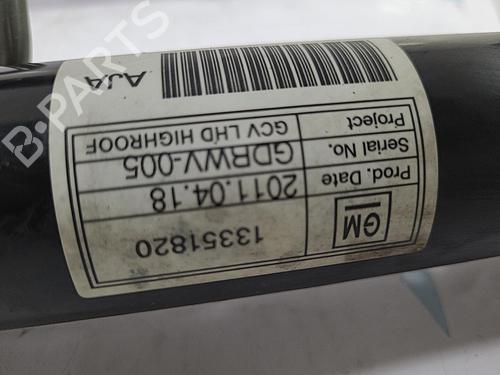 GM 13351820
Prod. Date 2011.04.18
Serial No. GDRWV-005
Project GCV LHD HIGHROOF
AJA
B-PARTS